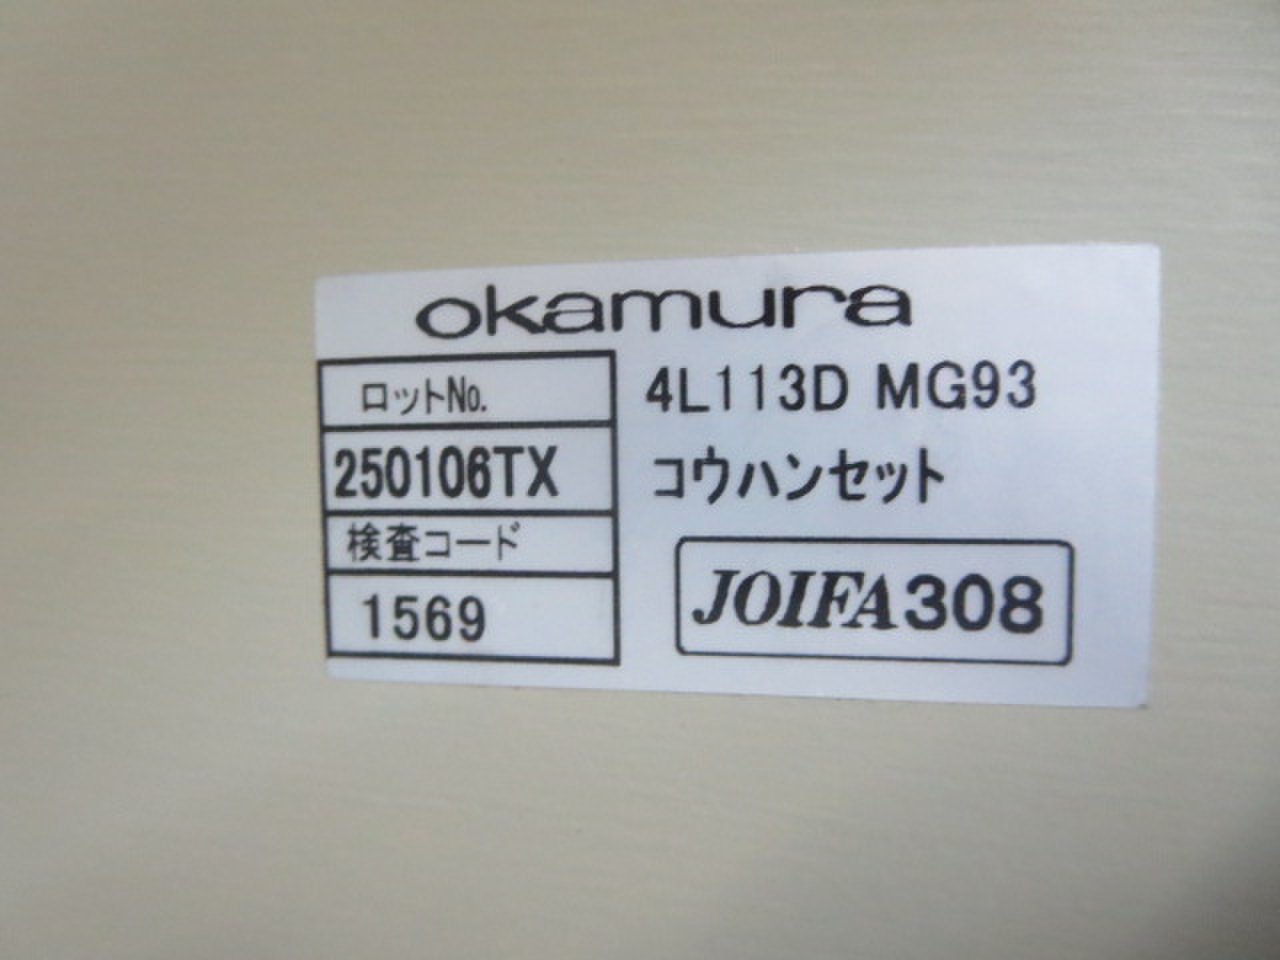 okamura
ロットNo.
250106TX
検査コード
1569
4L113D MG93
コウハンセット
JOIFA308